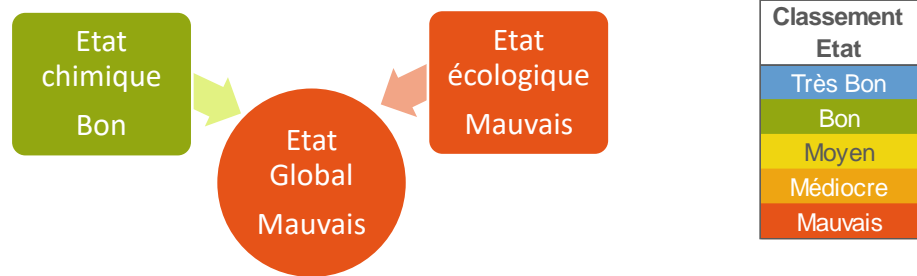 Etat
chimique
Bon
Etat
écologique
Mauvais
Etat
Global
Mauvais
Classement
Etat
Très Bon
Bon
Moyen
Médiocre
Mauvais